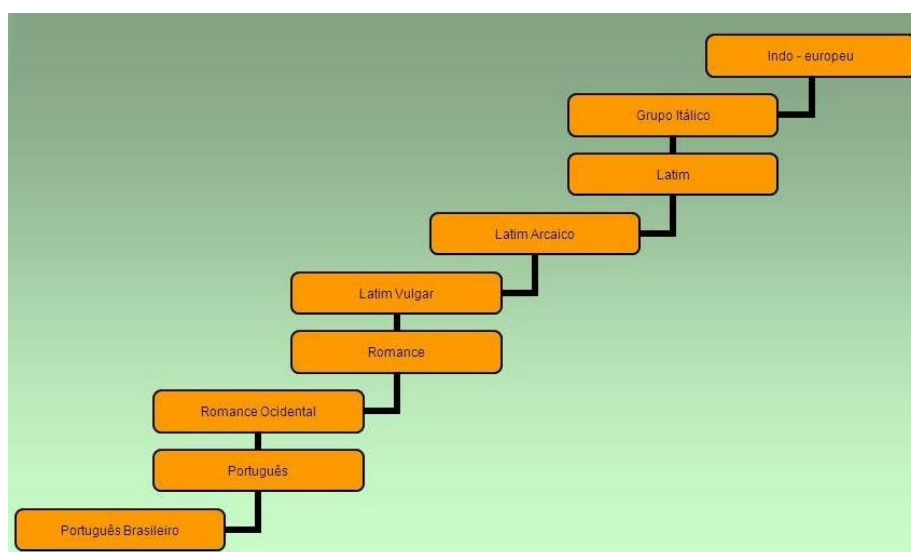 Indo - europeu
Grupo Itálico
Latim
Latim Arcaico
Latim Vulgar
Romance
Romance Ocidental
Português
Português Brasileiro